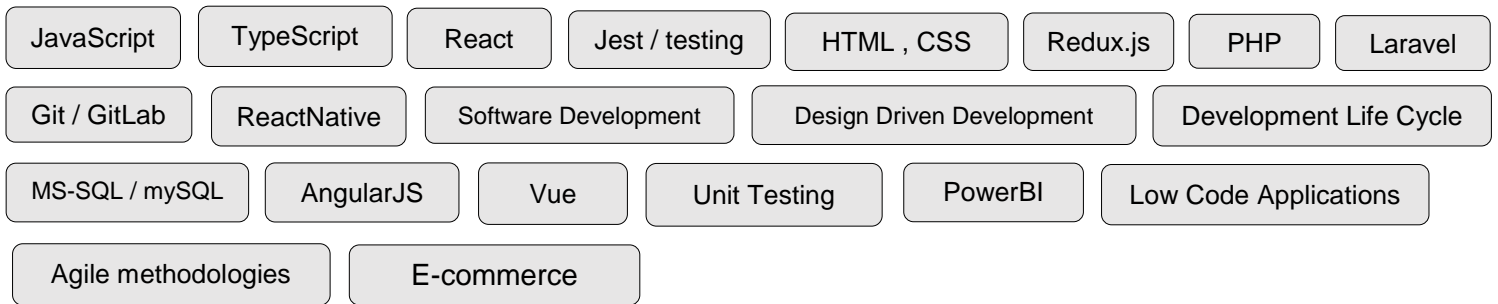 JavaScript TypeScript React Jest / testing HTML , CSS Redux.js PHP Laravel
Git / GitLab ReactNative Software Development Design Driven Development Development Life Cycle
MS-SQL / mySQL AngularJS Vue Unit Testing PowerBI Low Code Applications
Agile methodologies E-commerce